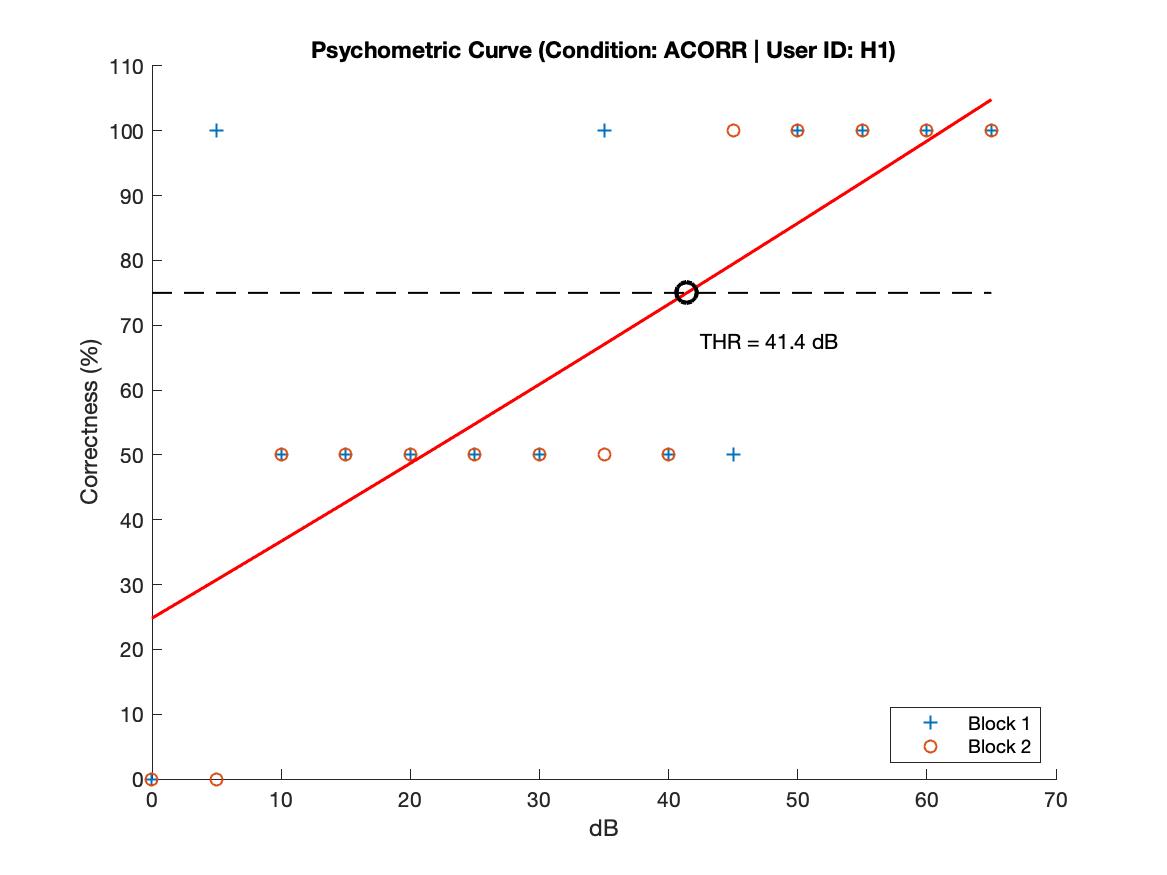 Psychometric Curve (Condition: ACORR | User ID: H1)
110
100
90
80
70
60
50
40
30
20
10
0
Correctness (%)
THR = 41.4 dB
Block 1
Block 2
0 10 20 30 40 50 60 70
dB